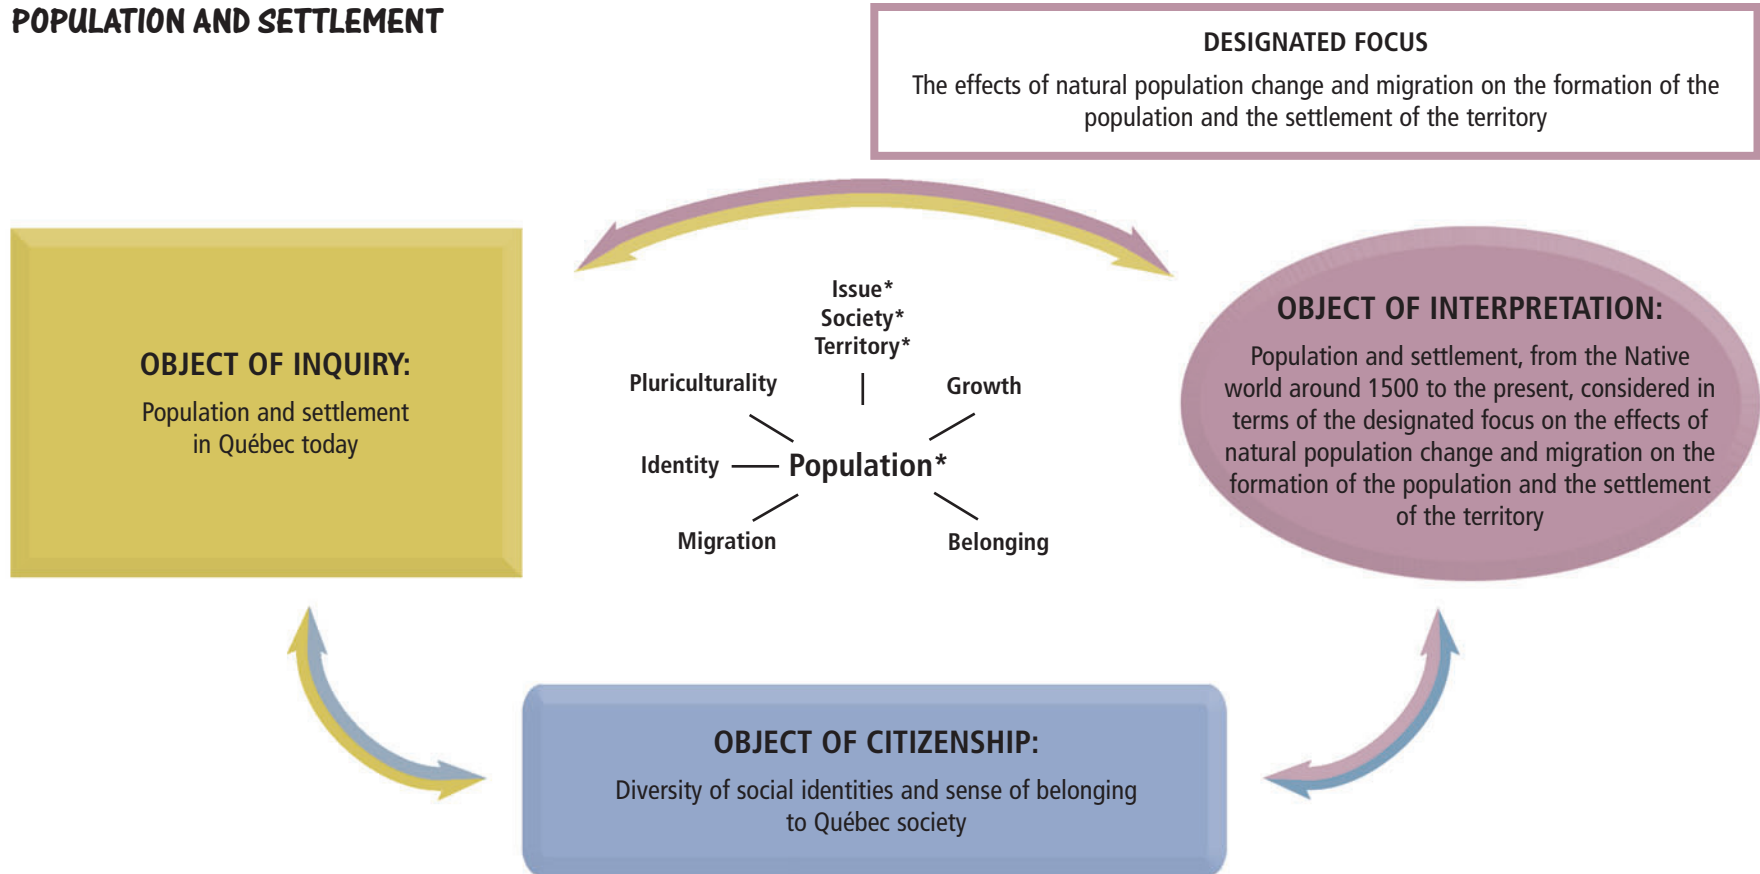 POPULATION AND SETTLEMENT
DESIGNATED FOCUS
The effects of natural population change and migration on the formation of the
population and the settlement of the territory
OBJECT OF INQUIRY:
Population and settlement
in Québec today
Issue*
Society*
Territory*
Pluriculturality
Growth
Identity
Population*
Migration
Belonging
OBJECT OF INTERPRETATION:
Population and settlement, from the Native
world around 1500 to the present, considered in
terms of the designated focus on the effects of
natural population change and migration on the
formation of the population and the settlement
of the territory
OBJECT OF CITIZENSHIP:
Diversity of social identities and sense of belonging
to Québec society